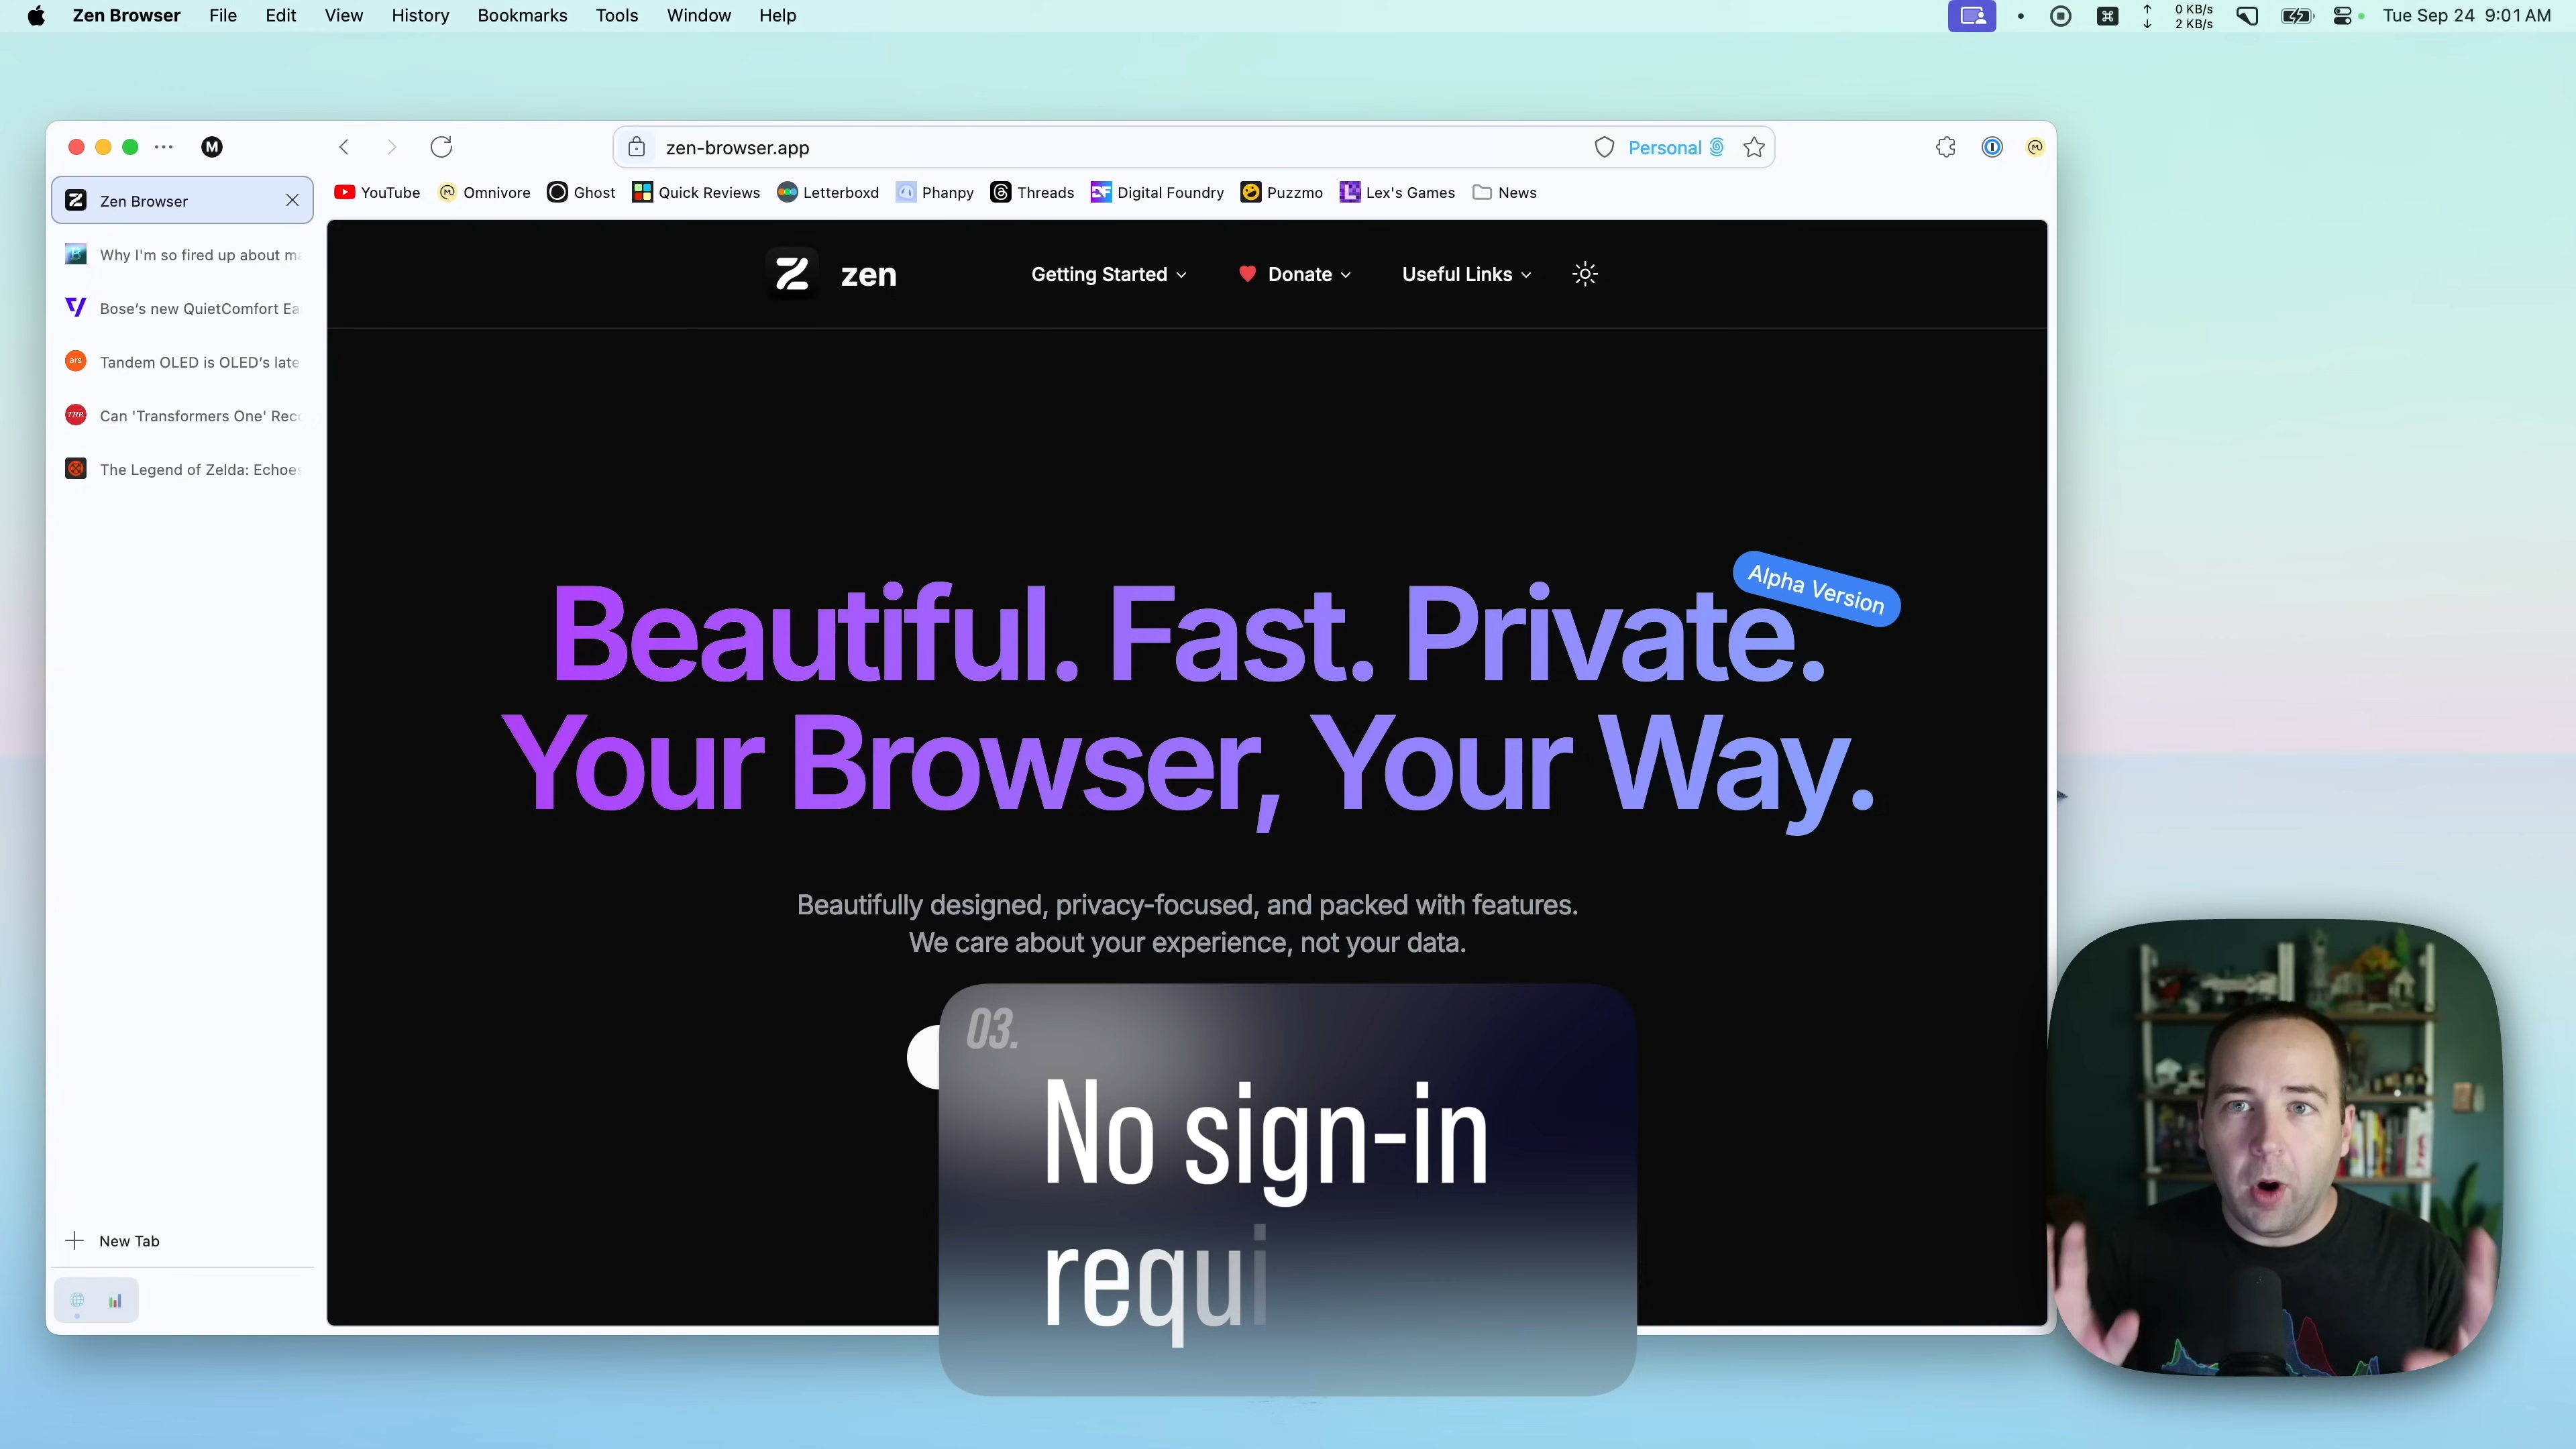 Zen Browser File Edit View History Bookmarks Tools Window Help
0 KB/s
2 KB/s
Tue Sep 24 9:01 AM
M
zen-browser.app
Personal
Zen Browser
YouTube Omnivore Ghost Quick Reviews Letterboxd Phanpy Threads Digital Foundry Puzzmo Lex's Games News
Why I'm so fired up about ma
Bose's new QuietComfort Ea
ars
Tandem OLED is OLED's late
THR
Can 'Transformers One' Rec
The Legend of Zelda: Echoes
zen
Getting Started Donate Useful Links
Alpha Version
Beautiful. Fast. Private.
Your Browser, Your Way.
Beautifully designed, privacy-focused, and packed with features.
We care about your experience, not your data.
03.
No sign-in
requi
New Tab